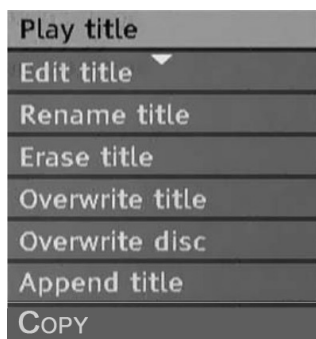 Play title
Edit title
Rename title
Erase title
Overwrite title
Overwrite disc
Append title
COPY